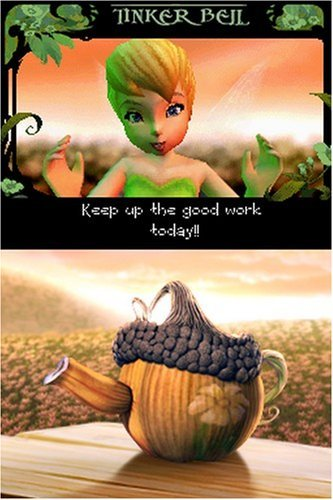 TINKER BELL
Keep up the good work
today!!